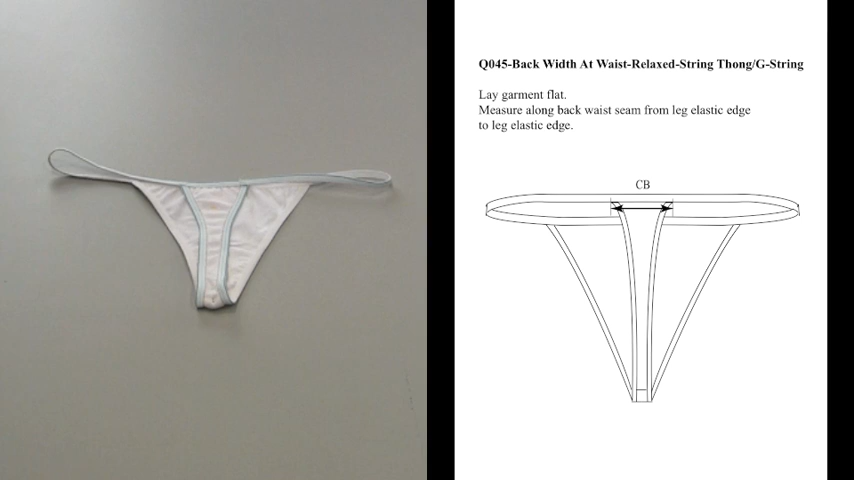 Q045-Back Width At Waist-Relaxed-String Thong/G-String
Lay garment flat.
Measure along back waist seam from leg elastic edge
to leg elastic edge.
CB